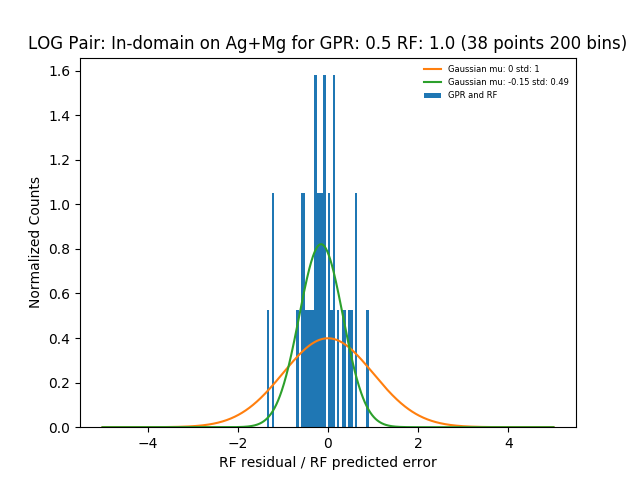 LOG Pair: In-domain on Ag+Mg for GPR: 0.5 RF: 1.0 (38 points 200 bins)
Gaussian mu: 0 std: 1
Gaussian mu: -0.15 std: 0.49
GPR and RF
Normalized Counts
1.6
1.4
1.2
1.0
0.8
0.6
0.4
0.2
0.0
−4 −2 0 2 4
RF residual / RF predicted error